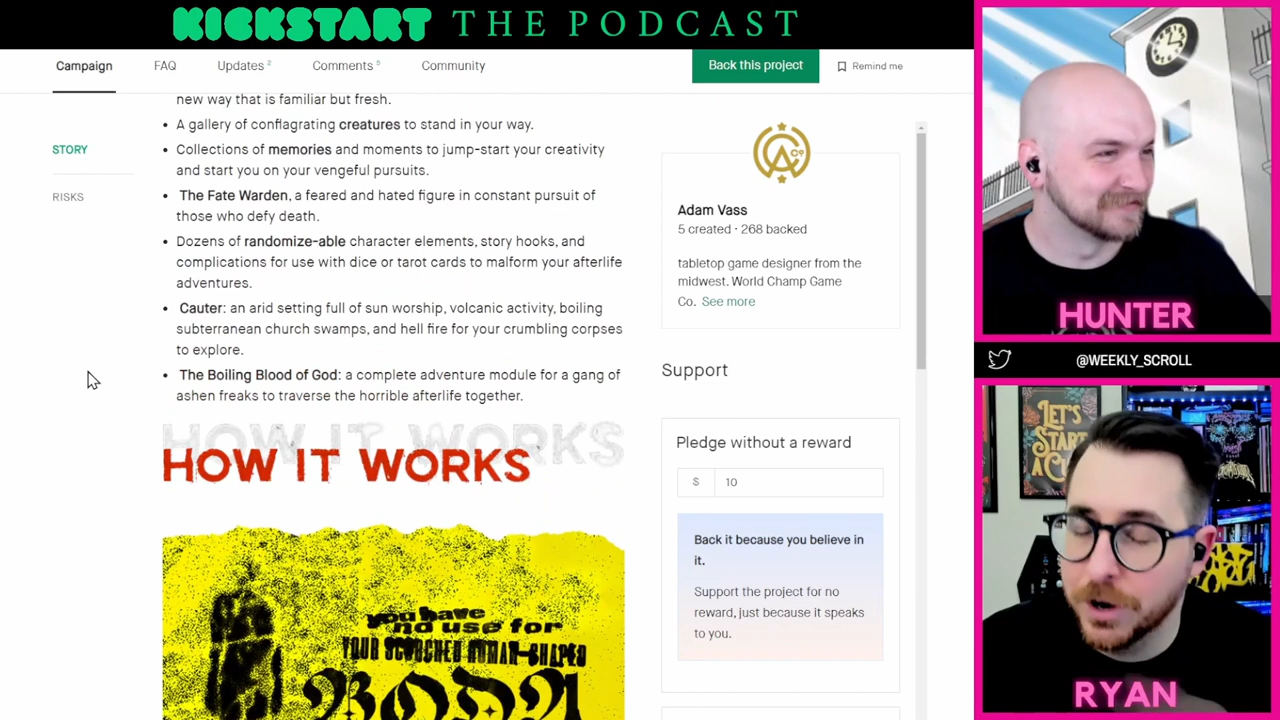 KICKSTART THE PODCAST
Campaign FAQ Updates 2 Comments 5 Community
Back this project
Remind me
STORY
RISKS
new way that is familiar but fresh.
• A gallery of conflagrating creatures to stand in your way.
• Collections of memories and moments to jump-start your creativity
and start you on your vengeful pursuits.
• The Fate Warden, a feared and hated figure in constant pursuit of
those who defy death.
• Dozens of randomize-able character elements, story hooks, and
complications for use with dice or tarot cards to malform your afterlife
adventures.
• Cauter: an arid setting full of sun worship, volcanic activity, boiling
subterranean church swamps, and hell fire for your crumbling corpses
to explore.
• The Boiling Blood of God: a complete adventure module for a gang of
ashen freaks to traverse the horrible afterlife together.
HOW IT WORKS
HOW IT WORKS
you have
no use for
YOUR SCORCHED HUMAN-SHAPED
BODY
Adam Vass
5 created · 268 backed
tabletop game designer from the
midwest. World Champ Game
Co. See more
Support
Pledge without a reward
$ 10
Back it because you believe in
it.
Support the project for no
reward, just because it speaks
to you.
HUNTER
@WEEKLY_SCROLL
LET'S
START
A CU
RYAN